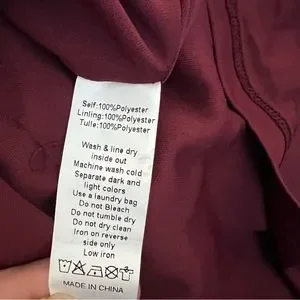 Self:100%Polyester
Linling:100%Polyester
Tulle:100%Polyester
Wash & line dry
inside out
Machine wash cold
Separate dark and
light colors
Use a laundry bag
Do not Bleach
Do not tumble dry
Do not dry clean
Iron on reverse
side only
Low iron
MADE IN CHINA